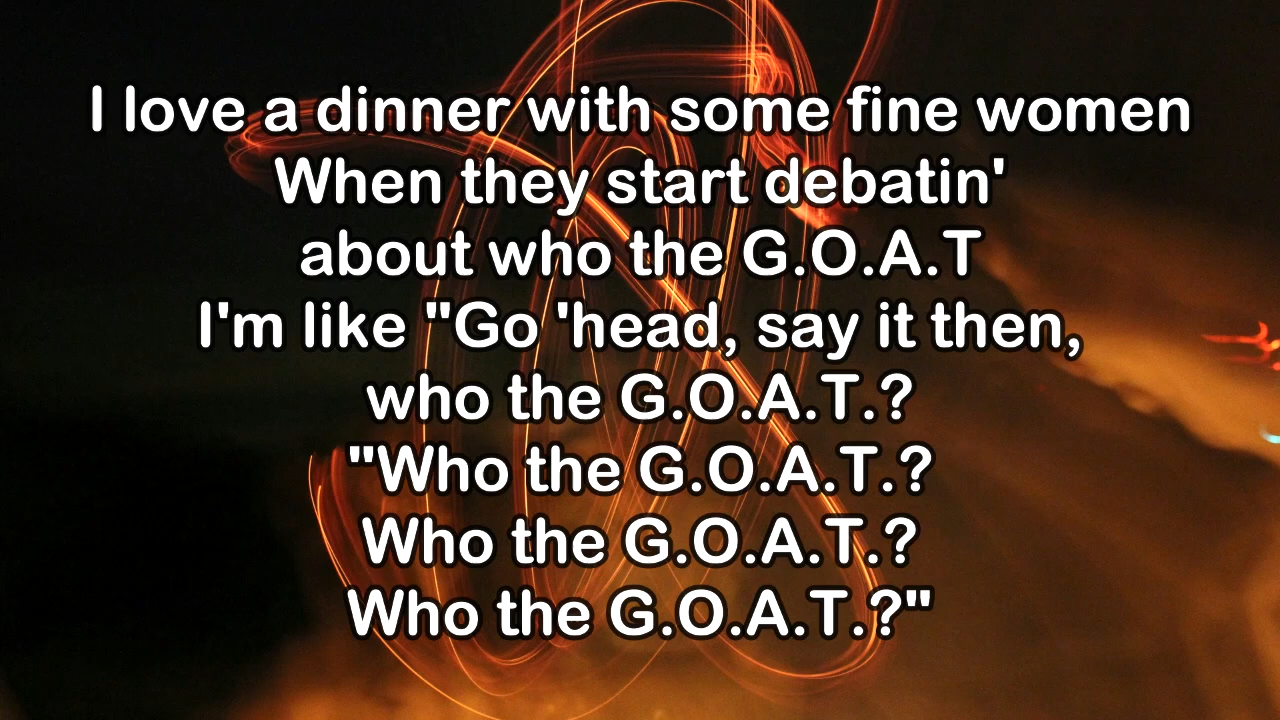 I love a dinner with some fine women
When they start debatin'
about who the G.O.A.T
I'm like "Go 'head, say it then,
who the G.O.A.T.?
"Who the G.O.A.T.?
Who the G.O.A.T.?
Who the G.O.A.T.?"